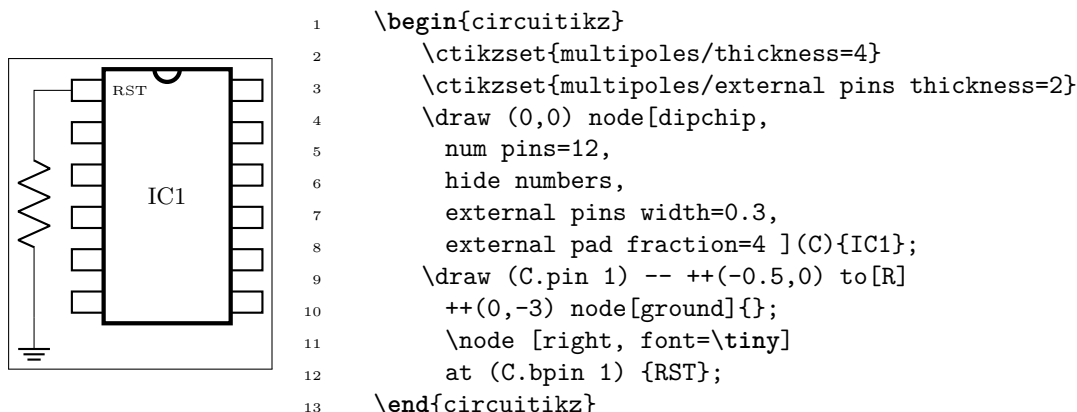 RST
IC1
1 \begin{circuitikz}
2 \ctikzset{multipoles/thickness=4}
3 \ctikzset{multipoles/external pins thickness=2}
4 \draw (0,0) node[dipchip,
5 num pins=12,
6 hide numbers,
7 external pins width=0.3,
8 external pad fraction=4 ](C){IC1};
9 \draw (C.pin 1) -- ++(-0.5,0) to[R]
10 ++(0,-3) node[ground]{};
11 \node [right, font=\tiny]
12 at (C.bpin 1) {RST};
13 \end{circuitikz}